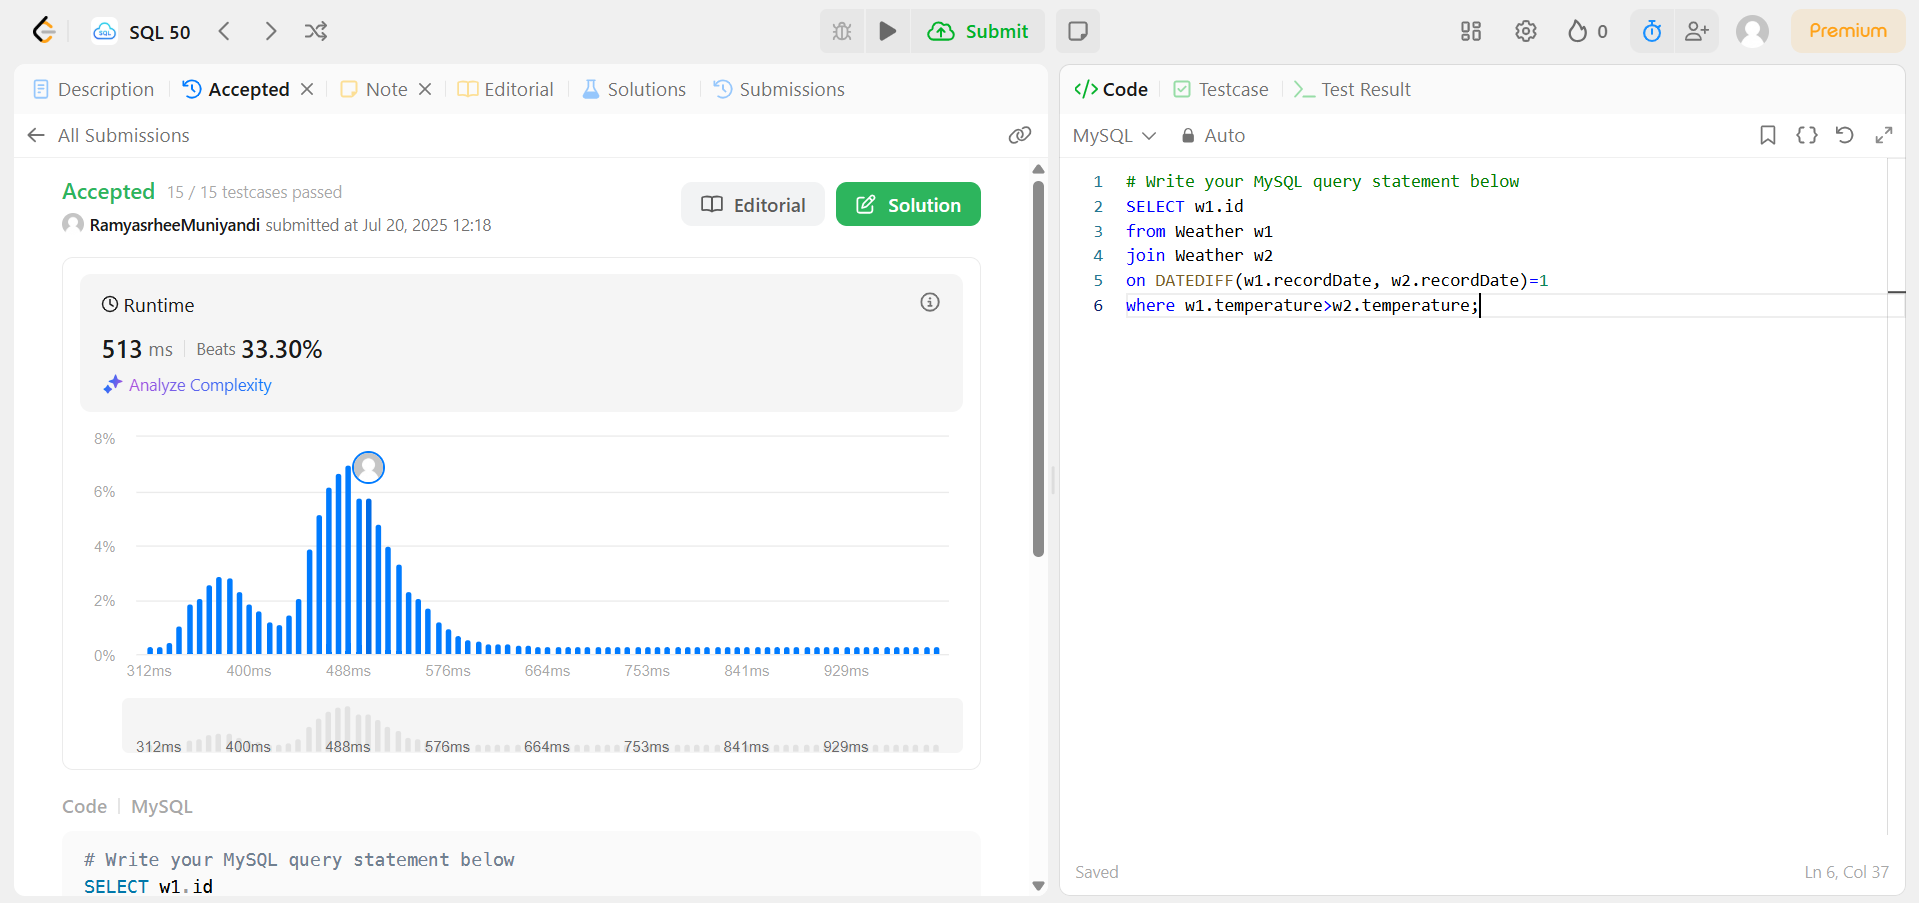 SQL 50
Submit
0
Premium
Description
Accepted
Note
Editorial
Solutions
Submissions
All Submissions
Accepted 15 / 15 testcases passed
RamyasrheeMuniyandi submitted at Jul 20, 2025 12:18
Editorial
Solution
Runtime
513 ms Beats 33.30%
Analyze Complexity
8%
6%
4%
2%
0%
312ms 400ms 488ms 576ms 664ms 753ms 841ms 929ms
312ms 400ms 488ms 576ms 664ms 753ms 841ms 929ms
Code MySQL
# Write your MySQL query statement below
SELECT w1.id
</> Code
Testcase
Test Result
MySQL
Auto
1 # Write your MySQL query statement below
2 SELECT w1.id
3 from Weather w1
4 join Weather w2
5 on DATEDIFF(w1.recordDate, w2.recordDate)=1
6 where w1.temperature>w2.temperature;
Saved
Ln 6, Col 37